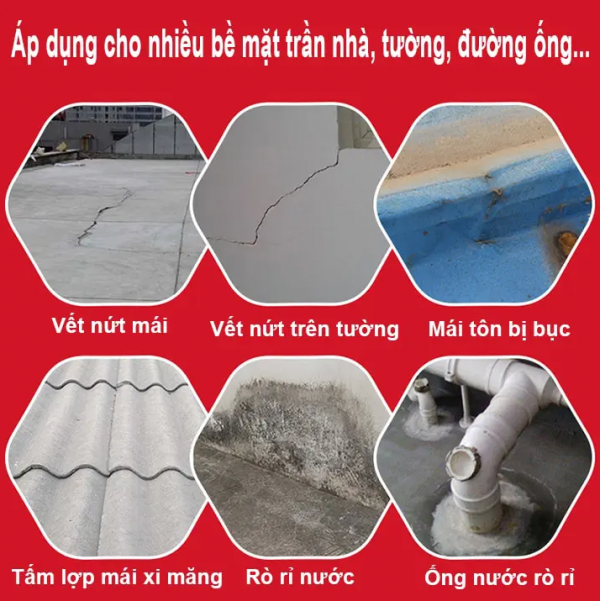 Áp dụng cho nhiều bề mặt trần nhà, tường, đường ống...
Vết nứt mái
Vết nứt trên tường
Mái tôn bị bục
Tấm lợp mái xi măng
Rò rỉ nước
Ống nước rò rỉ